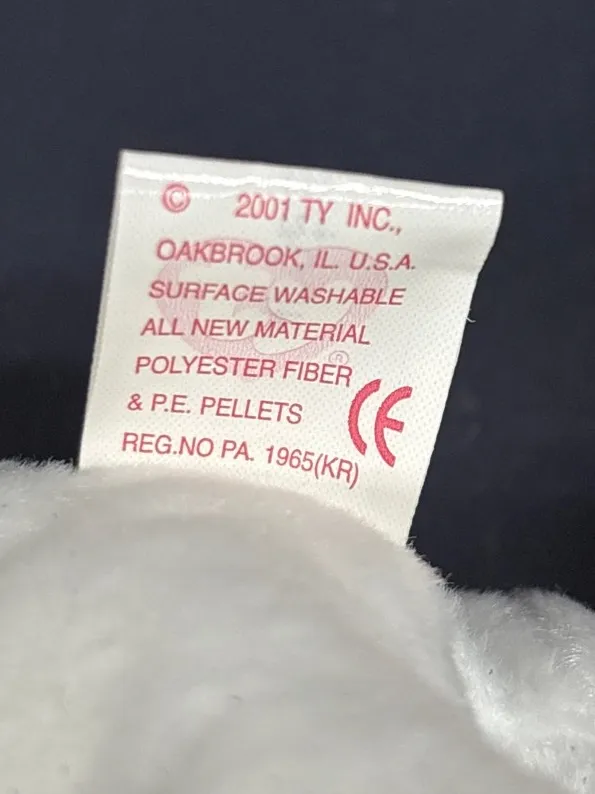 © 2001 TY INC.,
OAKBROOK, IL. U.S.A.
SURFACE WASHABLE
ALL NEW MATERIAL
POLYESTER FIBER ®
& P.E. PELLETS CE
REG.NO PA. 1965(KR)